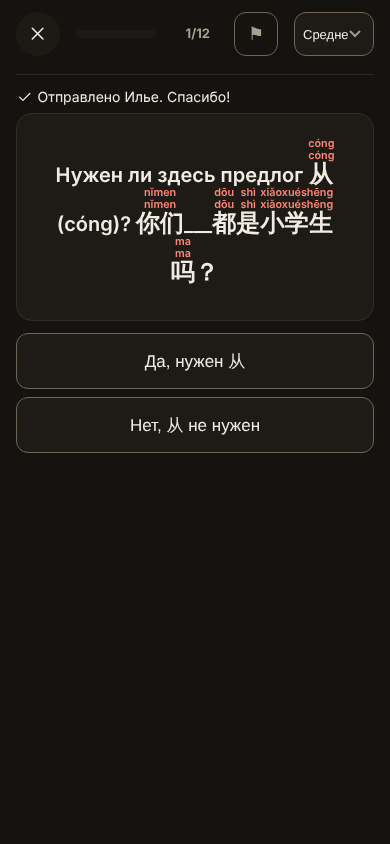 1/12
Средне
Отправлено Илье. Спасибо!
cóng
cóng
Нужен ли здесь предлог 从
nǐmen dōu shì xiǎoxuéshēng
nǐmen dōu shì xiǎoxuéshēng
(cóng)? 你们___都是小学生
ma
ma
吗？
Да, нужен 从
Нет, 从 не нужен